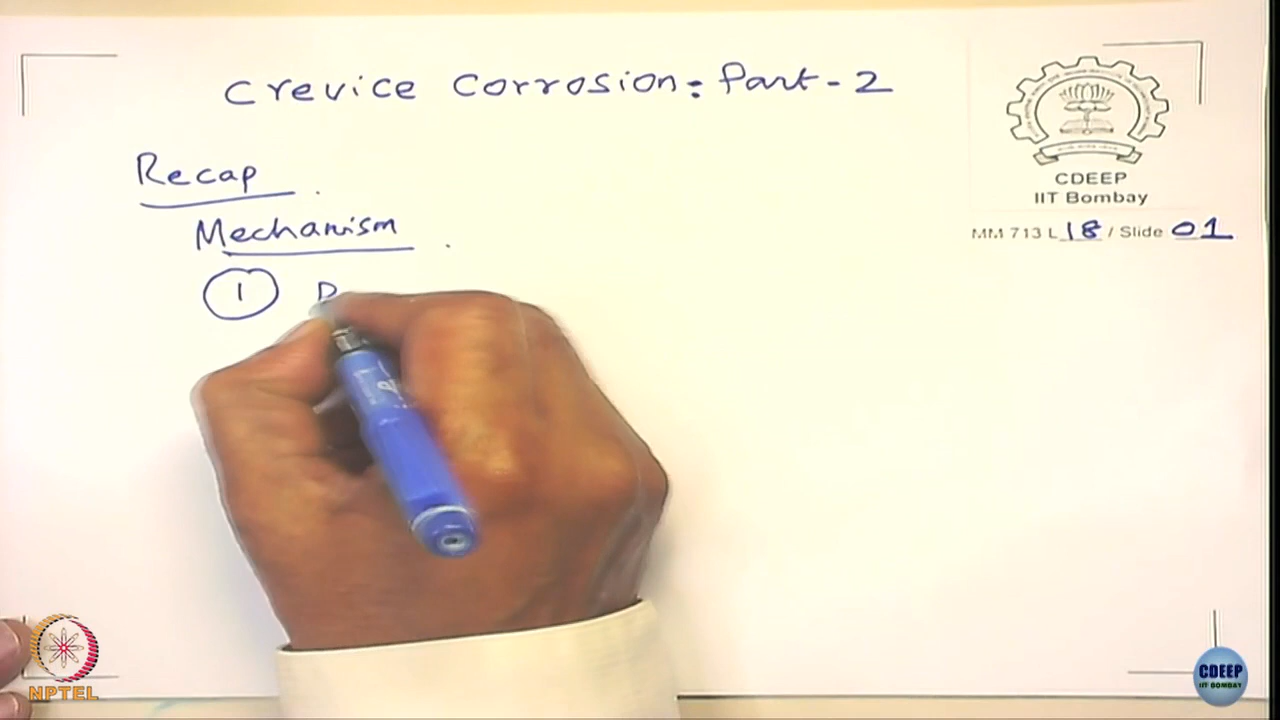 Crevice Corrosion: Part - 2
CDEEP
IIT Bombay
MM 713 L 18 / Slide 01
Recap
Mechanism
1
NPTEL
CDEEP
IIT BOMBAY